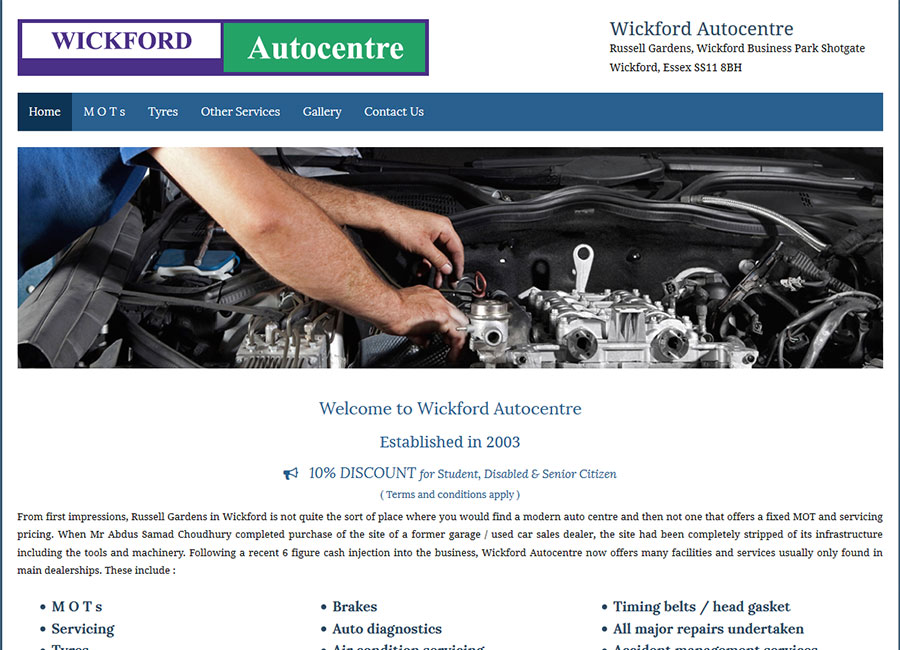 WICKFORD Autocentre
Wickford Autocentre
Russell Gardens, Wickford Business Park Shotgate
Wickford, Essex SS11 8BH
Home M O T s Tyres Other Services Gallery Contact Us
Welcome to Wickford Autocentre
Established in 2003
10% DISCOUNT for Student, Disabled & Senior Citizen
( Terms and conditions apply )
From first impressions, Russell Gardens in Wickford is not quite the sort of place where you would find a modern auto centre and then not one that offers a fixed MOT and servicing
pricing. When Mr Abdus Samad Choudhury completed purchase of the site of a former garage / used car sales dealer, the site had been completely stripped of its infrastructure
including the tools and machinery. Following a recent 6 figure cash injection into the business, Wickford Autocentre now offers many facilities and services usually only found in
main dealerships. These include :
• M O T s
• Servicing
• Tyres
• Brakes
• Auto diagnostics
• Air condition servicing
• Timing belts / head gasket
• All major repairs undertaken
• Accident management services